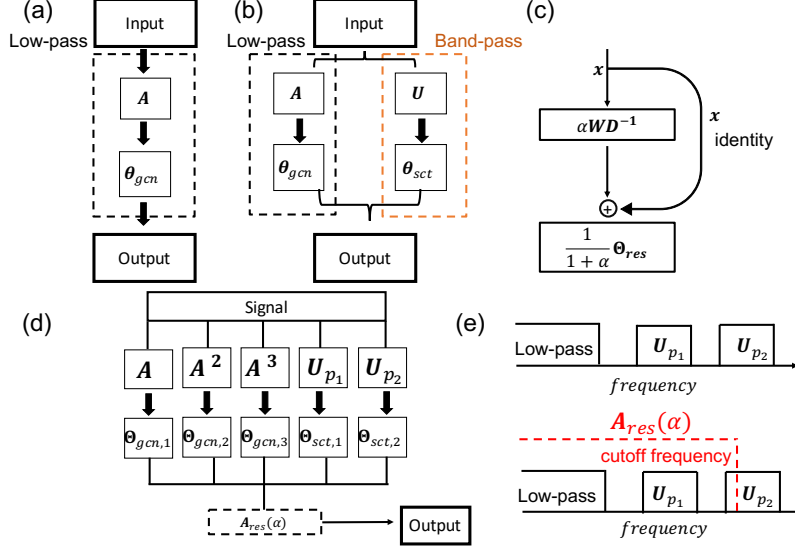 (a)
Input
Low-pass
A
θ_gcn
Output
(b)
Input
Low-pass
Band-pass
A
U
θ_gcn
θ_sct
Output
(c)
x
αWD⁻¹
x
identity
+
1/(1 + α) Θ_res
(d)
Signal
A A² A³ U_p₁ U_p₂
Θ_gcn,1 Θ_gcn,2 Θ_gcn,3 Θ_sct,1 Θ_sct,2
A_res(α)
Output
(e)
Low-pass U_p₁ U_p₂
frequency
A_res(α)
cutoff frequency
Low-pass U_p₁ U_p₂
frequency